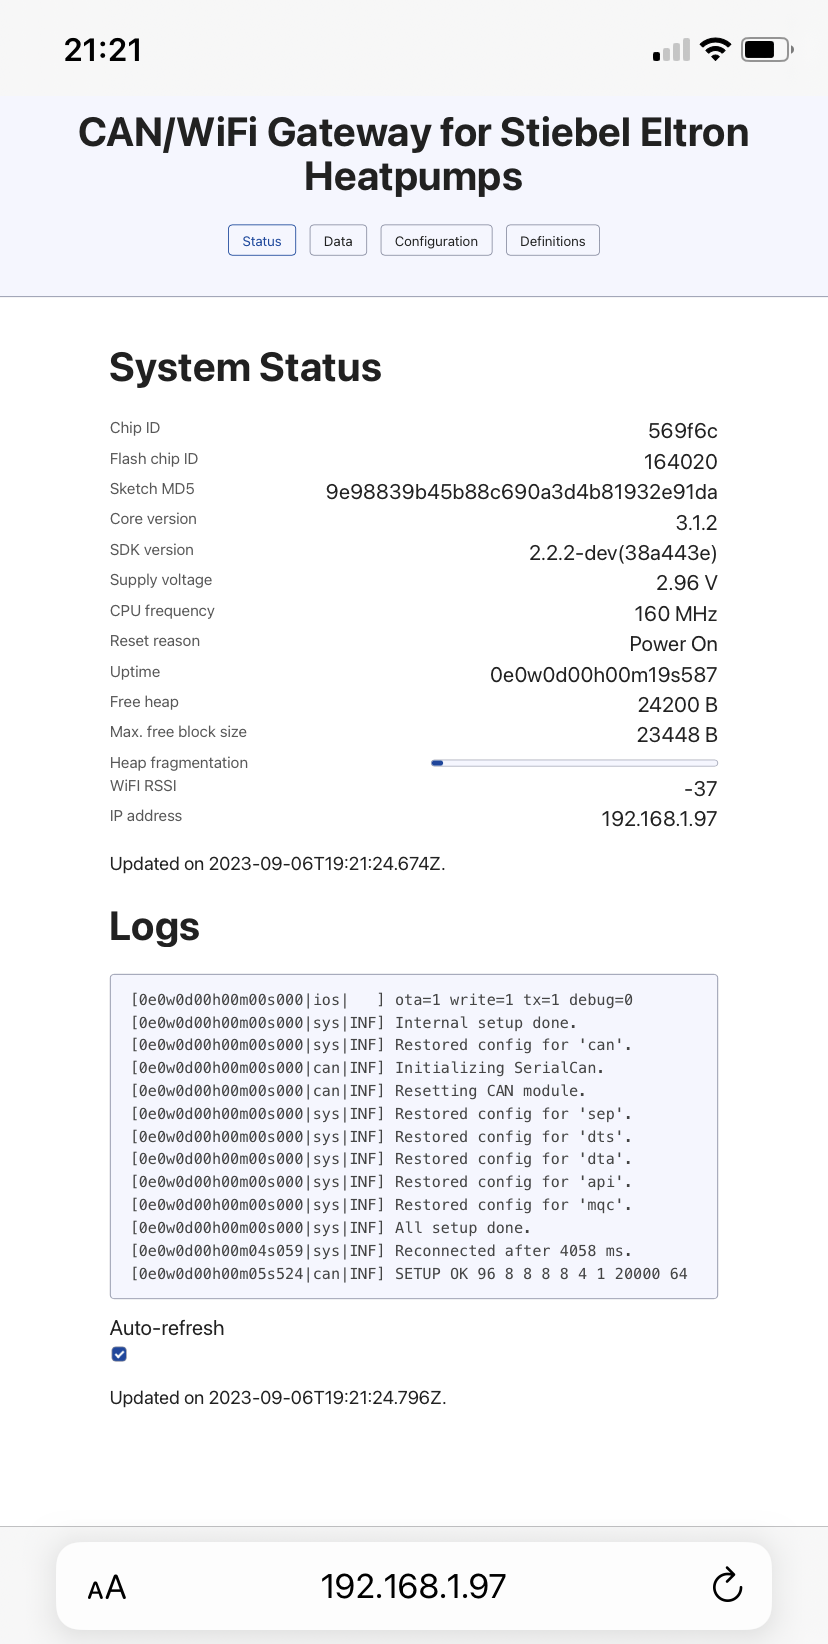 21:21
CAN/WiFi Gateway for Stiebel Eltron
Heatpumps
Status Data Configuration Definitions
System Status
Chip ID 569f6c
Flash chip ID 164020
Sketch MD5 9e98839b45b88c690a3d4b81932e91da
Core version 3.1.2
SDK version 2.2.2-dev(38a443e)
Supply voltage 2.96 V
CPU frequency 160 MHz
Reset reason Power On
Uptime 0e0w0d00h00m19s587
Free heap 24200 B
Max. free block size 23448 B
Heap fragmentation
WiFI RSSI -37
IP address 192.168.1.97
Updated on 2023-09-06T19:21:24.674Z.
Logs
[0e0w0d00h00m00s000|ios|   ] ota=1 write=1 tx=1 debug=0
[0e0w0d00h00m00s000|sys|INF] Internal setup done.
[0e0w0d00h00m00s000|sys|INF] Restored config for 'can'.
[0e0w0d00h00m00s000|can|INF] Initializing SerialCan.
[0e0w0d00h00m00s000|can|INF] Resetting CAN module.
[0e0w0d00h00m00s000|sys|INF] Restored config for 'sep'.
[0e0w0d00h00m00s000|sys|INF] Restored config for 'dts'.
[0e0w0d00h00m00s000|sys|INF] Restored config for 'dta'.
[0e0w0d00h00m00s000|sys|INF] Restored config for 'api'.
[0e0w0d00h00m00s000|sys|INF] Restored config for 'mqc'.
[0e0w0d00h00m00s000|sys|INF] All setup done.
[0e0w0d00h00m04s059|sys|INF] Reconnected after 4058 ms.
[0e0w0d00h00m05s524|can|INF] SETUP OK 96 8 8 8 8 4 1 20000 64
Auto-refresh
Updated on 2023-09-06T19:21:24.796Z.
AA 192.168.1.97